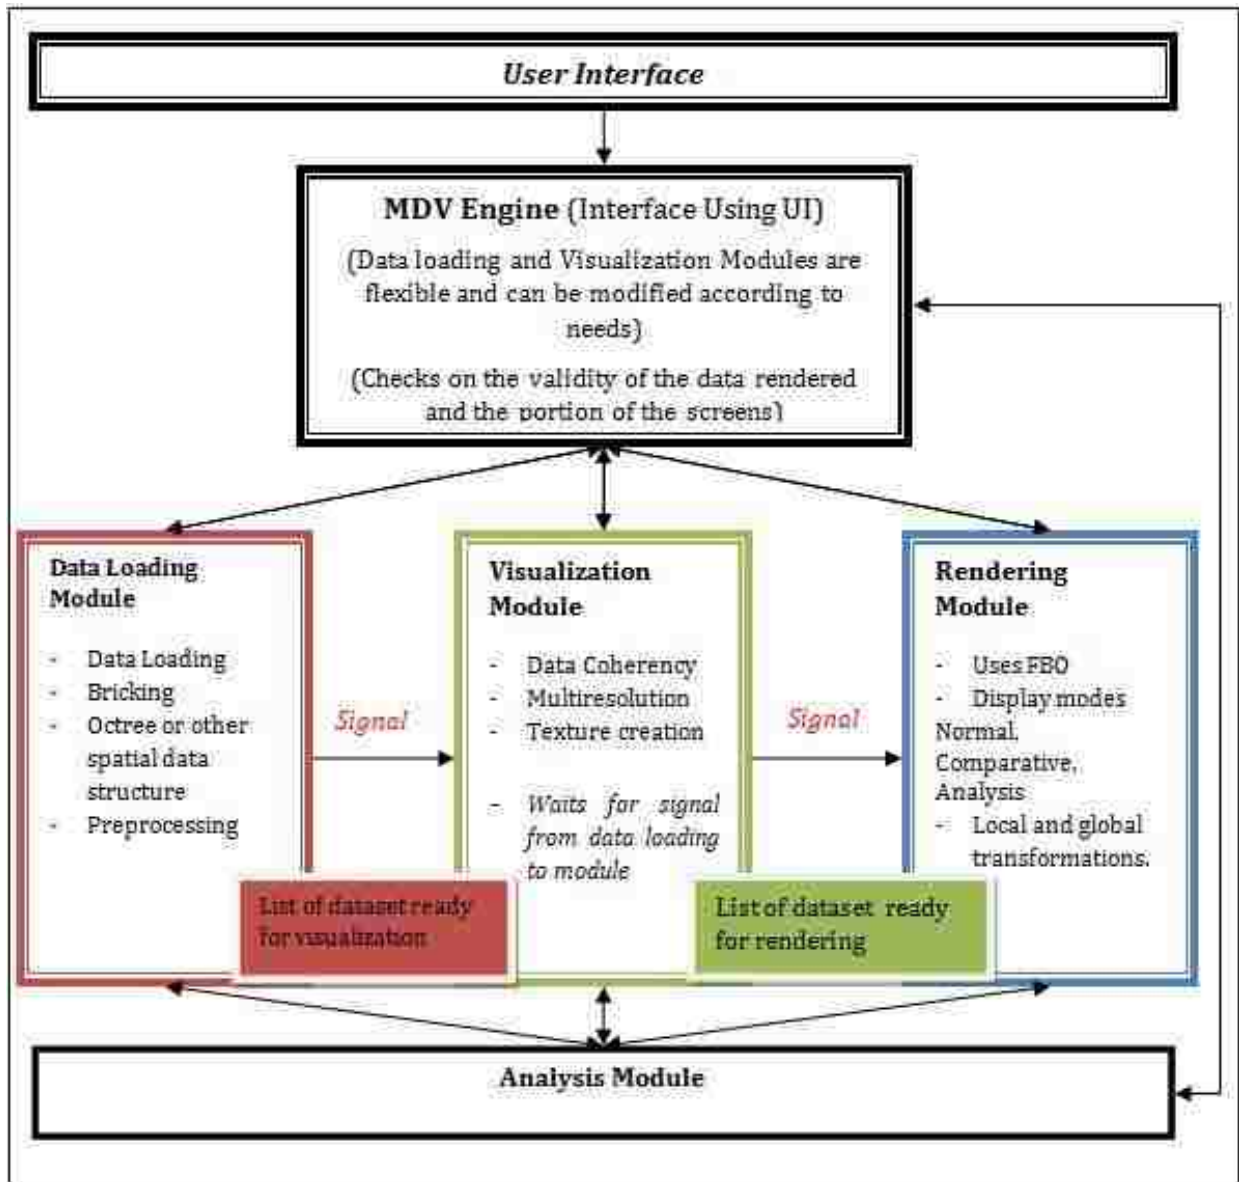 User Interface
MDV Engine (Interface Using UI)
(Data loading and Visualization Modules are
flexible and can be modified according to
needs)
(Checks on the validity of the data rendered
and the portion of the screens)
Data Loading
Module
- Data Loading
- Bricking
- Octree or other
spatial data
structure
- Preprocessing
Signal
List of dataset ready
for visualization
Visualization
Module
- Data Coherency
- Multiresolution
- Texture creation
- Waits for signal
from data loading
to module
Signal
List of dataset ready
for rendering
Rendering
Module
- Uses FBO
- Display modes
Normal,
Comparative,
Analysis
- Local and global
transformations.
Analysis Module